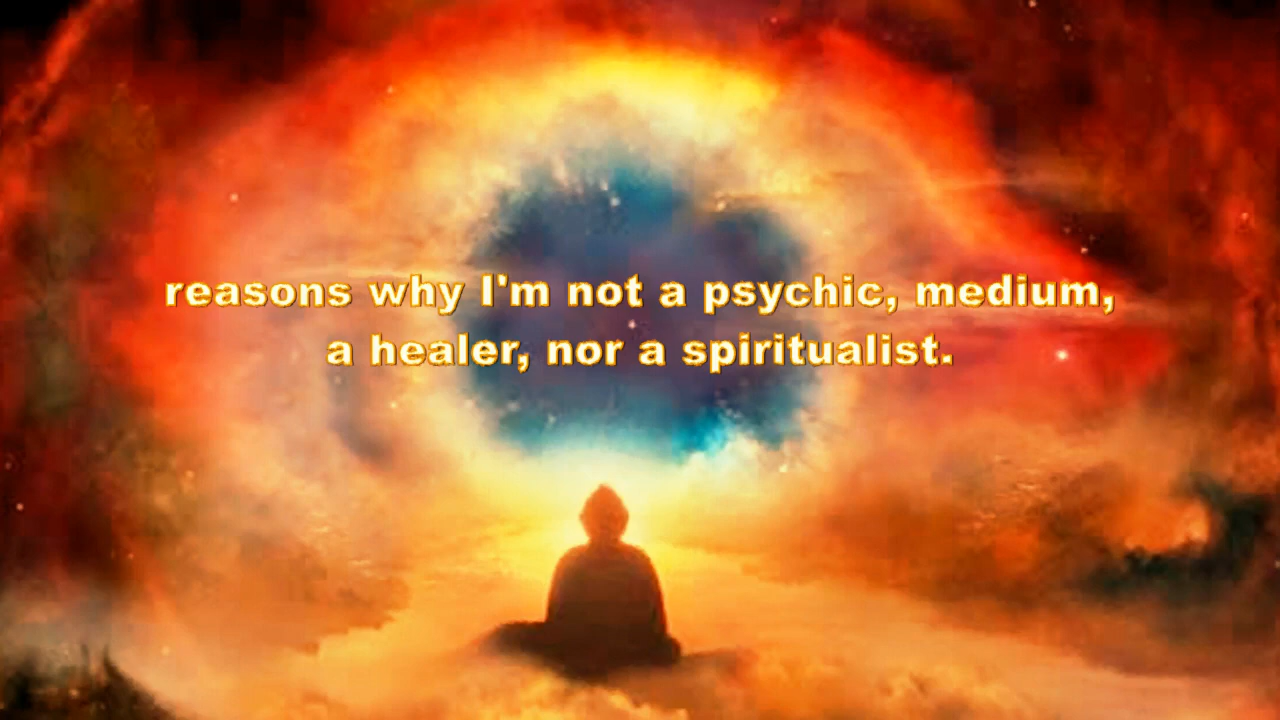 reasons why I'm not a psychic, medium,
a healer, nor a spiritualist.